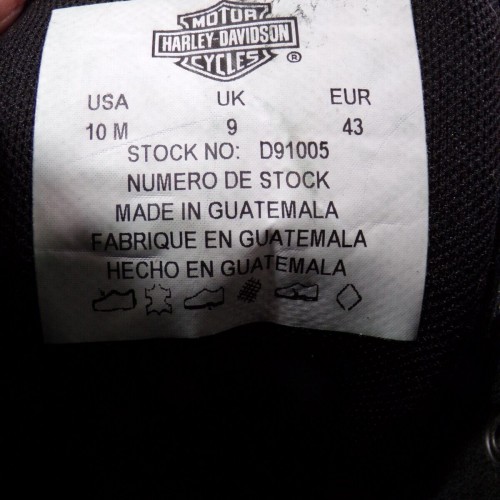 MOTOR
HARLEY-DAVIDSON
CYCLES
®
USA UK EUR
10 M 9 43
STOCK NO: D91005
NUMERO DE STOCK
MADE IN GUATEMALA
FABRIQUE EN GUATEMALA
HECHO EN GUATEMALA